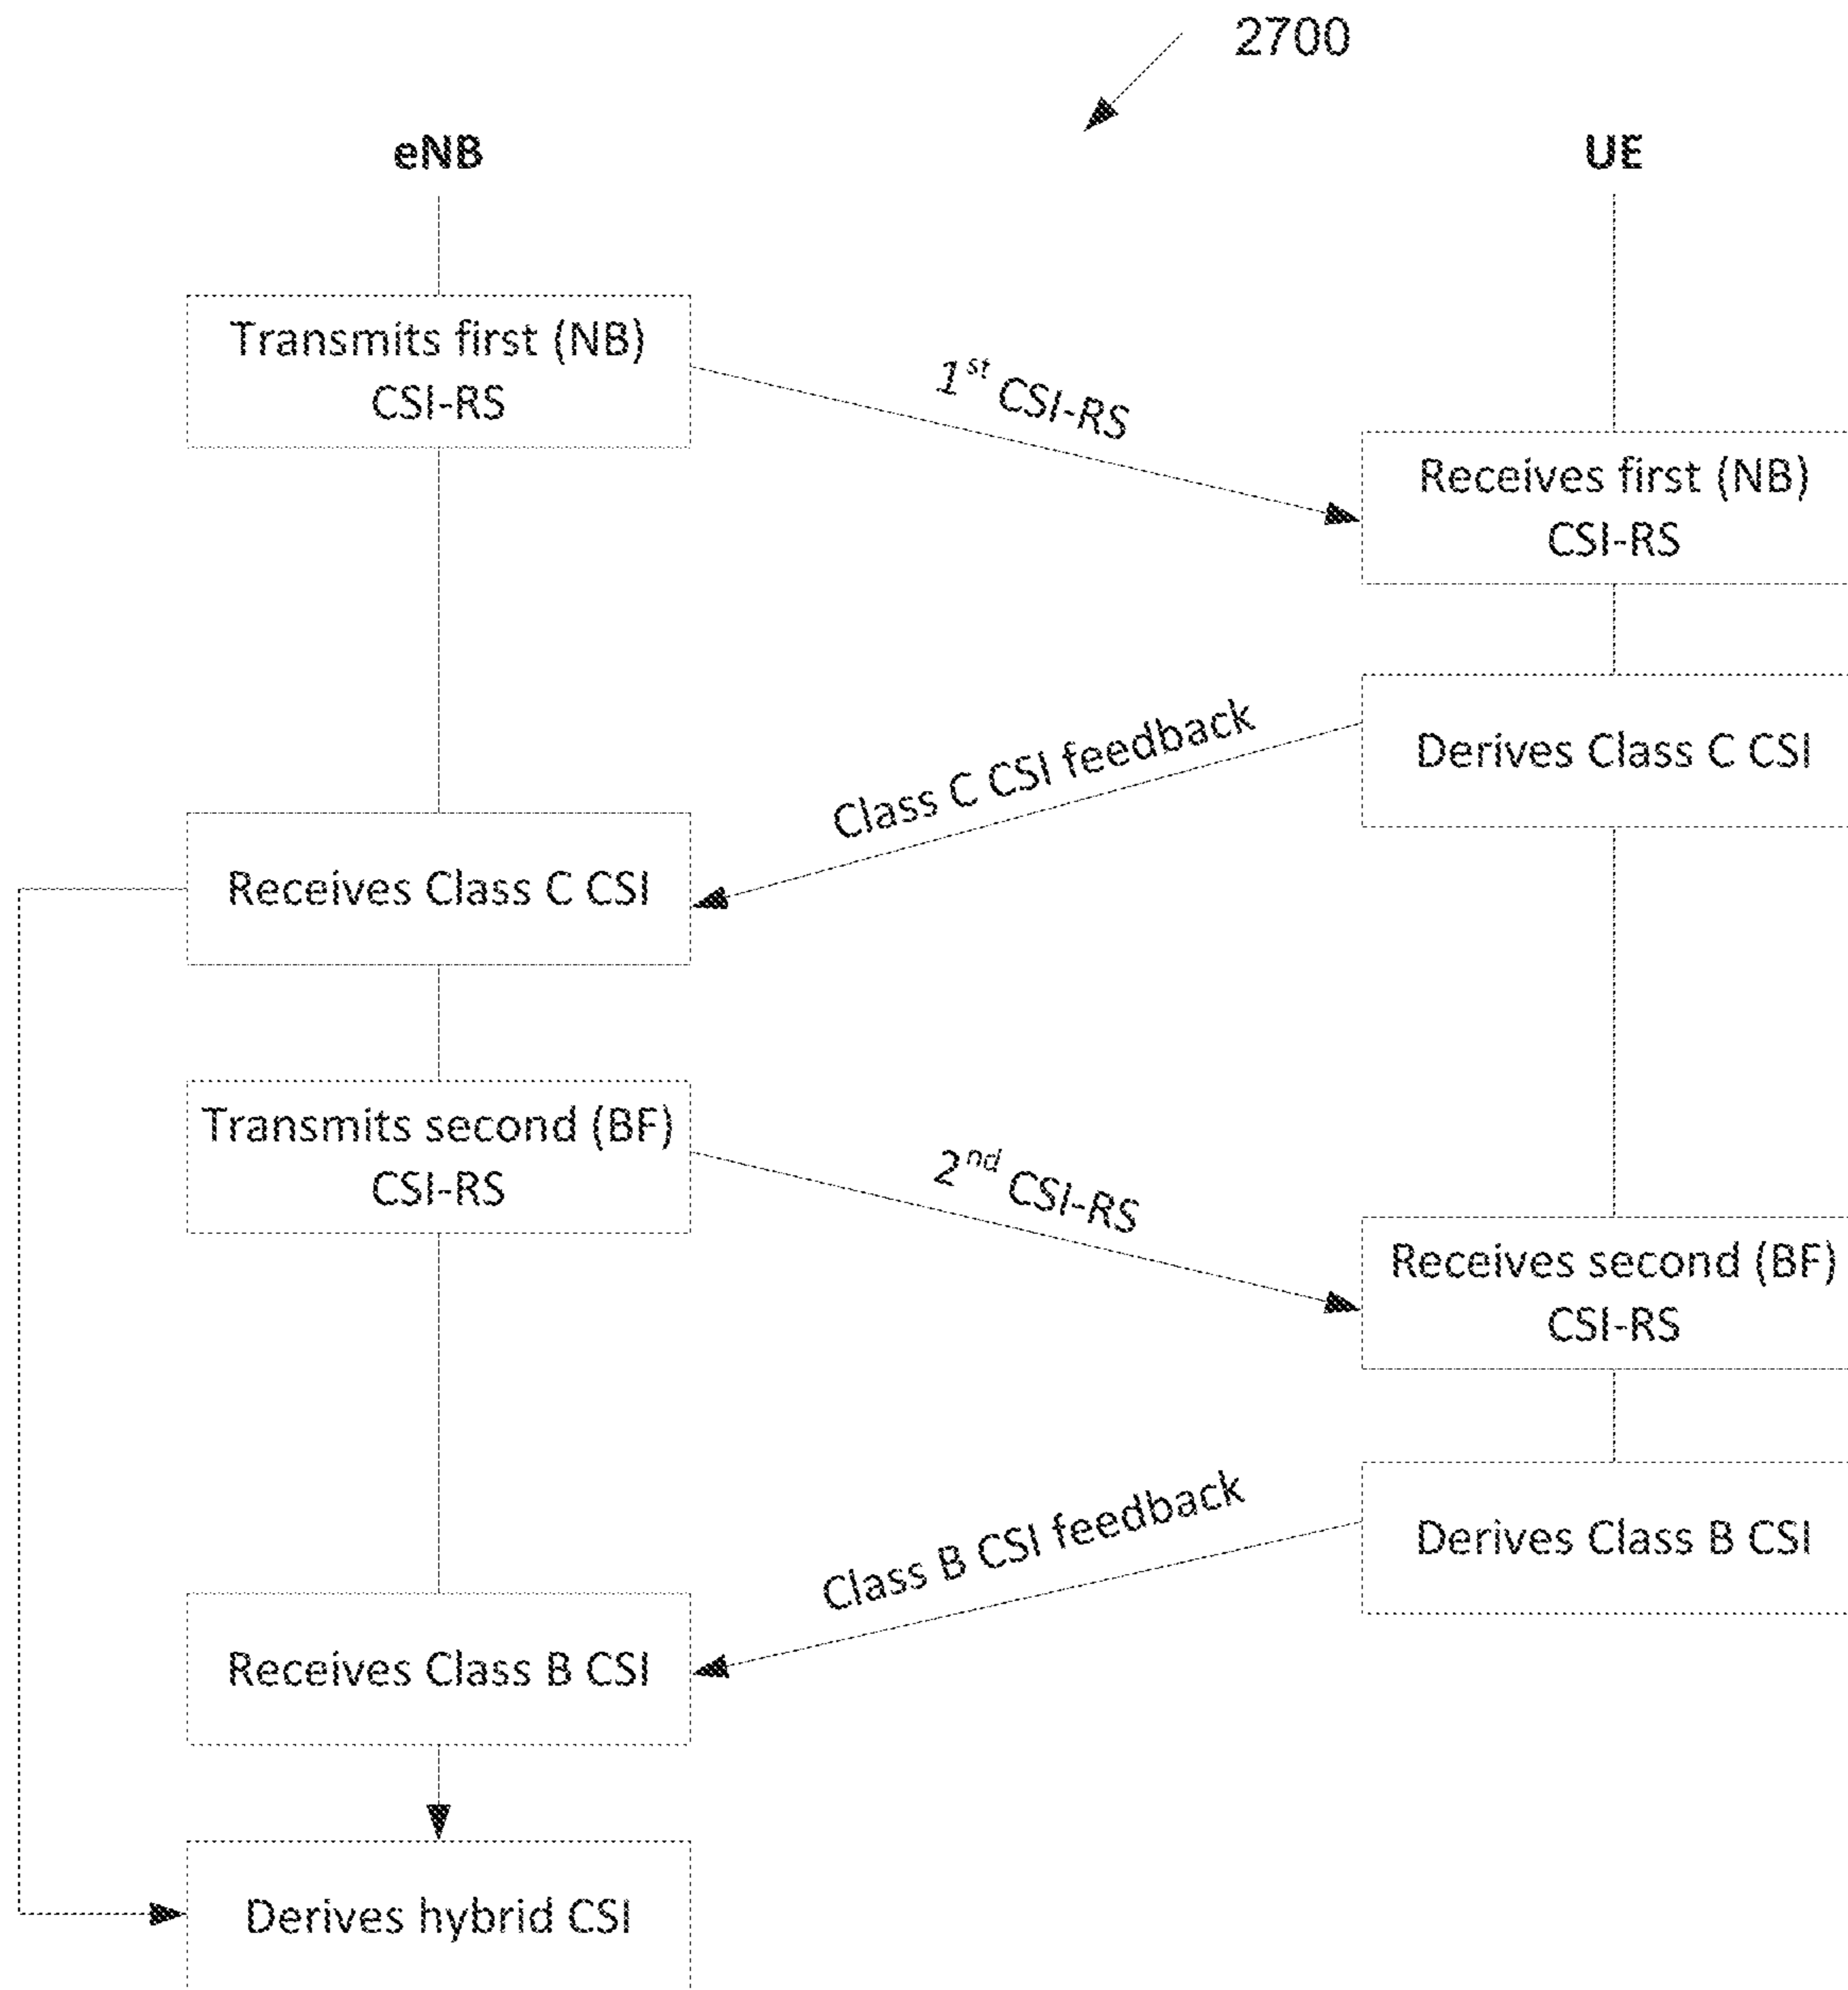 2700
eNB
UE
Transmits first (NB)
CSI-RS
1st CSI-RS
Receives first (NB)
CSI-RS
Derives Class C CSI
Class C CSI feedback
Receives Class C CSI
Transmits second (BF)
CSI-RS
2nd CSI-RS
Receives second (BF)
CSI-RS
Derives Class B CSI
Class B CSI feedback
Receives Class B CSI
Derives hybrid CSI